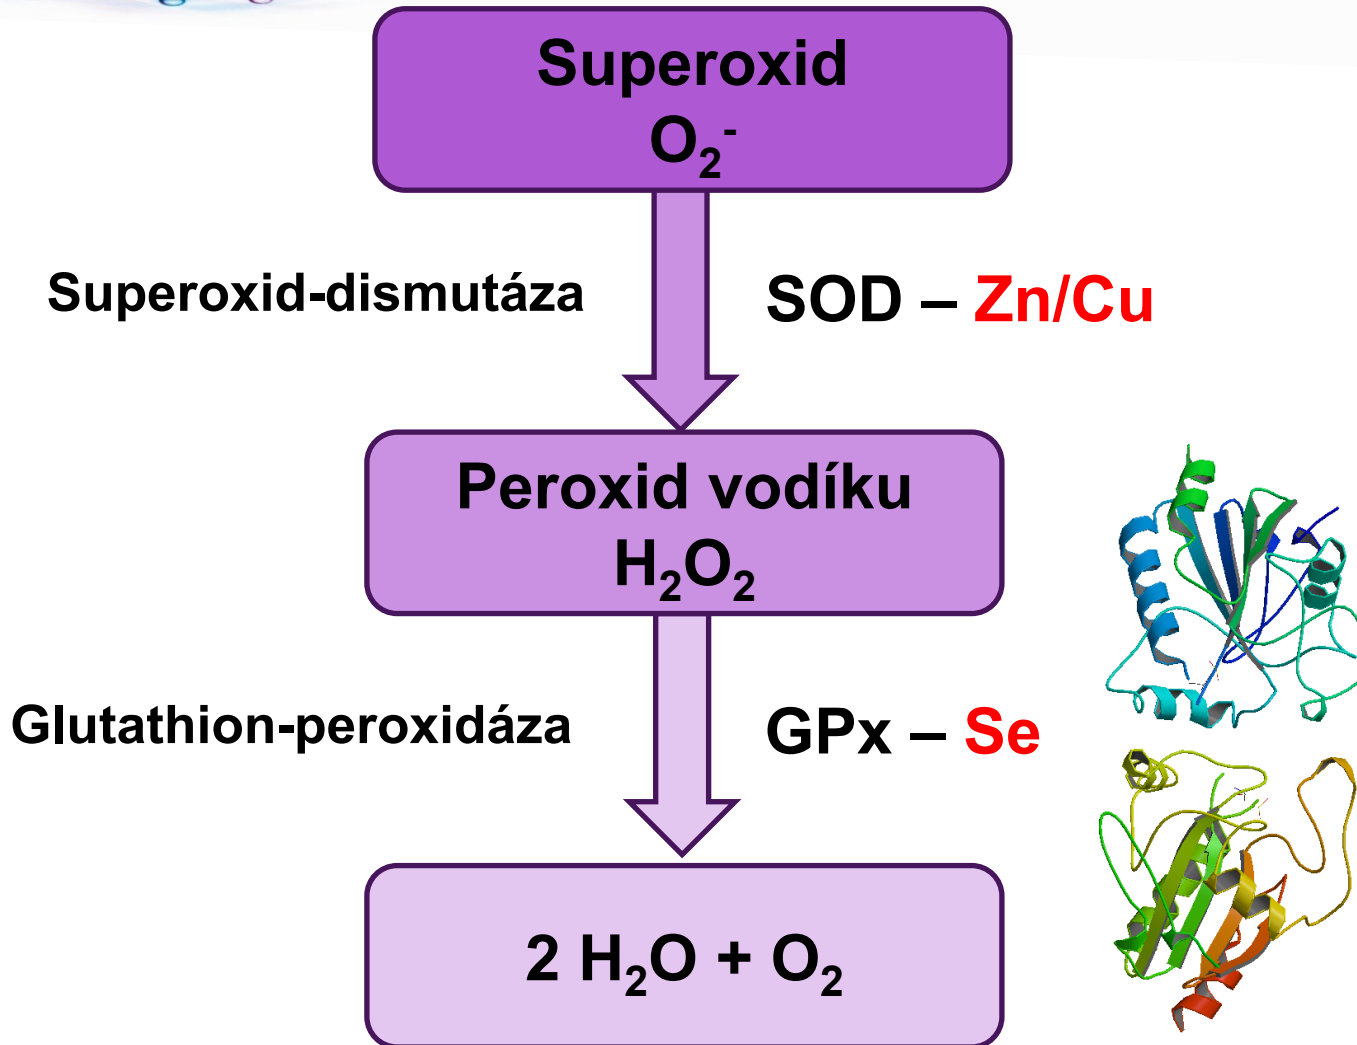 Superoxid
O₂⁻
Superoxid-dismutáza
SOD – Zn/Cu
Peroxid vodíku
H₂O₂
Glutathion-peroxidáza
GPx – Se
2 H₂O + O₂